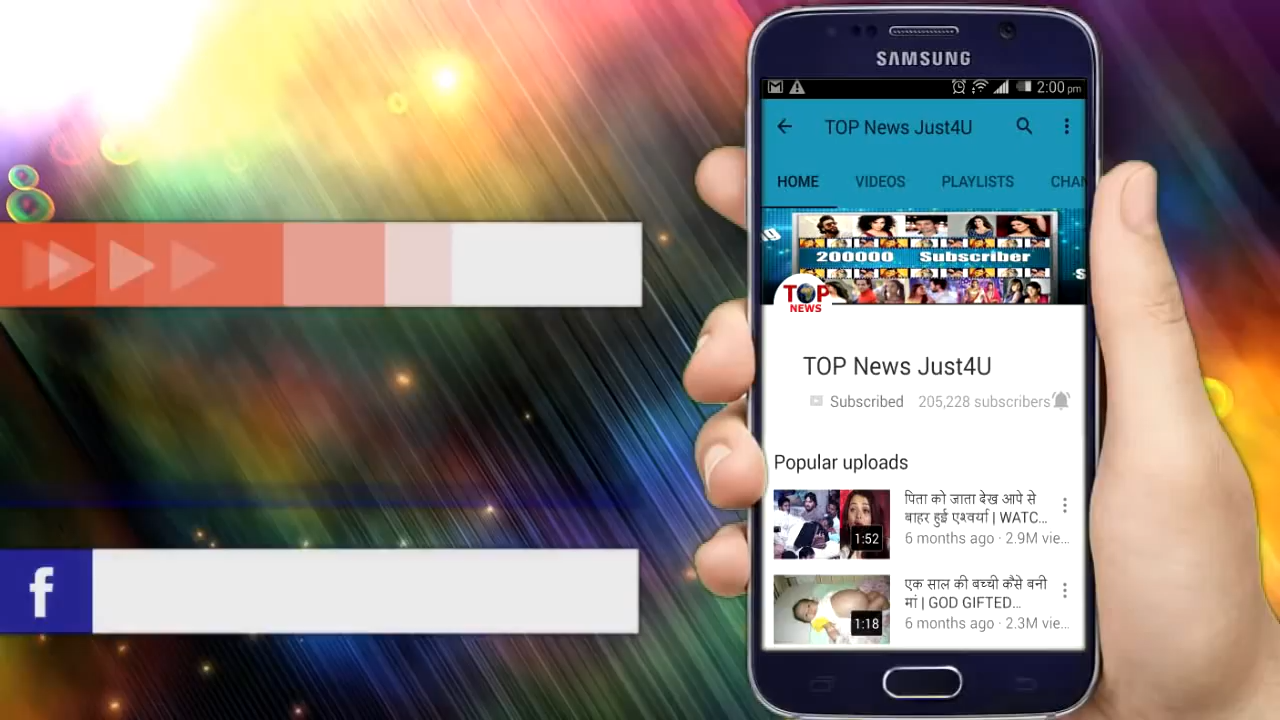 SAMSUNG
2:00 pm
TOP News Just4U
HOME VIDEOS PLAYLISTS CHAN
200000 Subscriber
TOP
NEWS
TOP News Just4U
Subscribed 205,228 subscribers
Popular uploads
पिता को जाता देख आपे से
बाहर हुई एश्वर्या | WATC...
6 months ago · 2.9M vie...
1:52
एक साल की बच्ची कैसे बनी
मां | GOD GIFTED...
6 months ago · 2.3M vie...
1:18
f